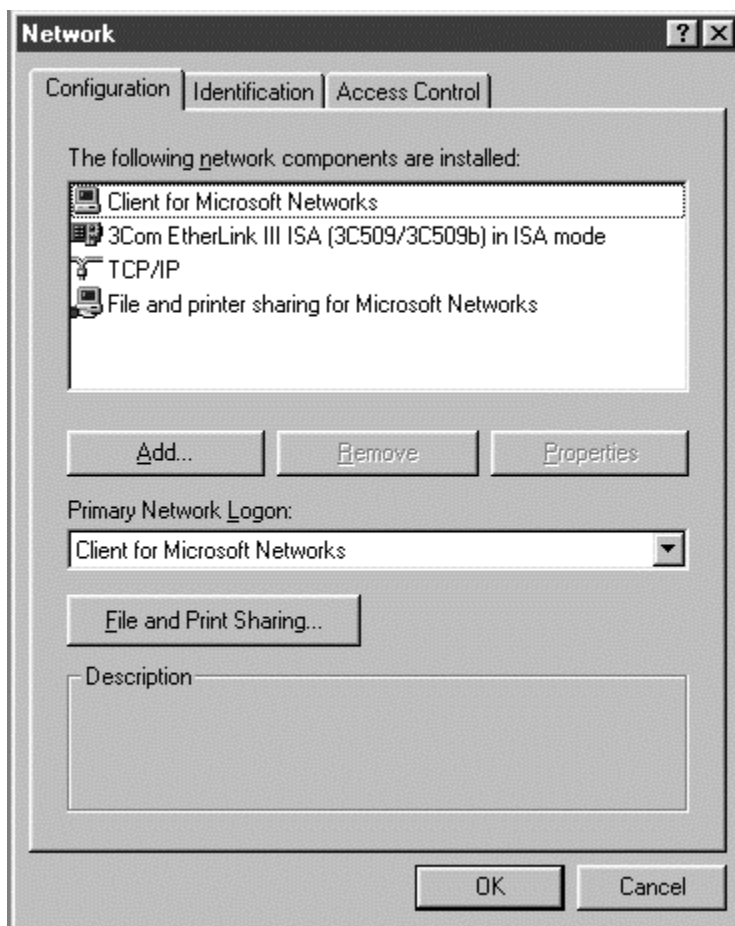 Network
Configuration Identification Access Control
The following network components are installed:
Client for Microsoft Networks
3Com EtherLink III ISA (3C509/3C509b) in ISA mode
TCP/IP
File and printer sharing for Microsoft Networks
Add... Remove Properties
Primary Network Logon:
Client for Microsoft Networks
File and Print Sharing...
Description
OK Cancel